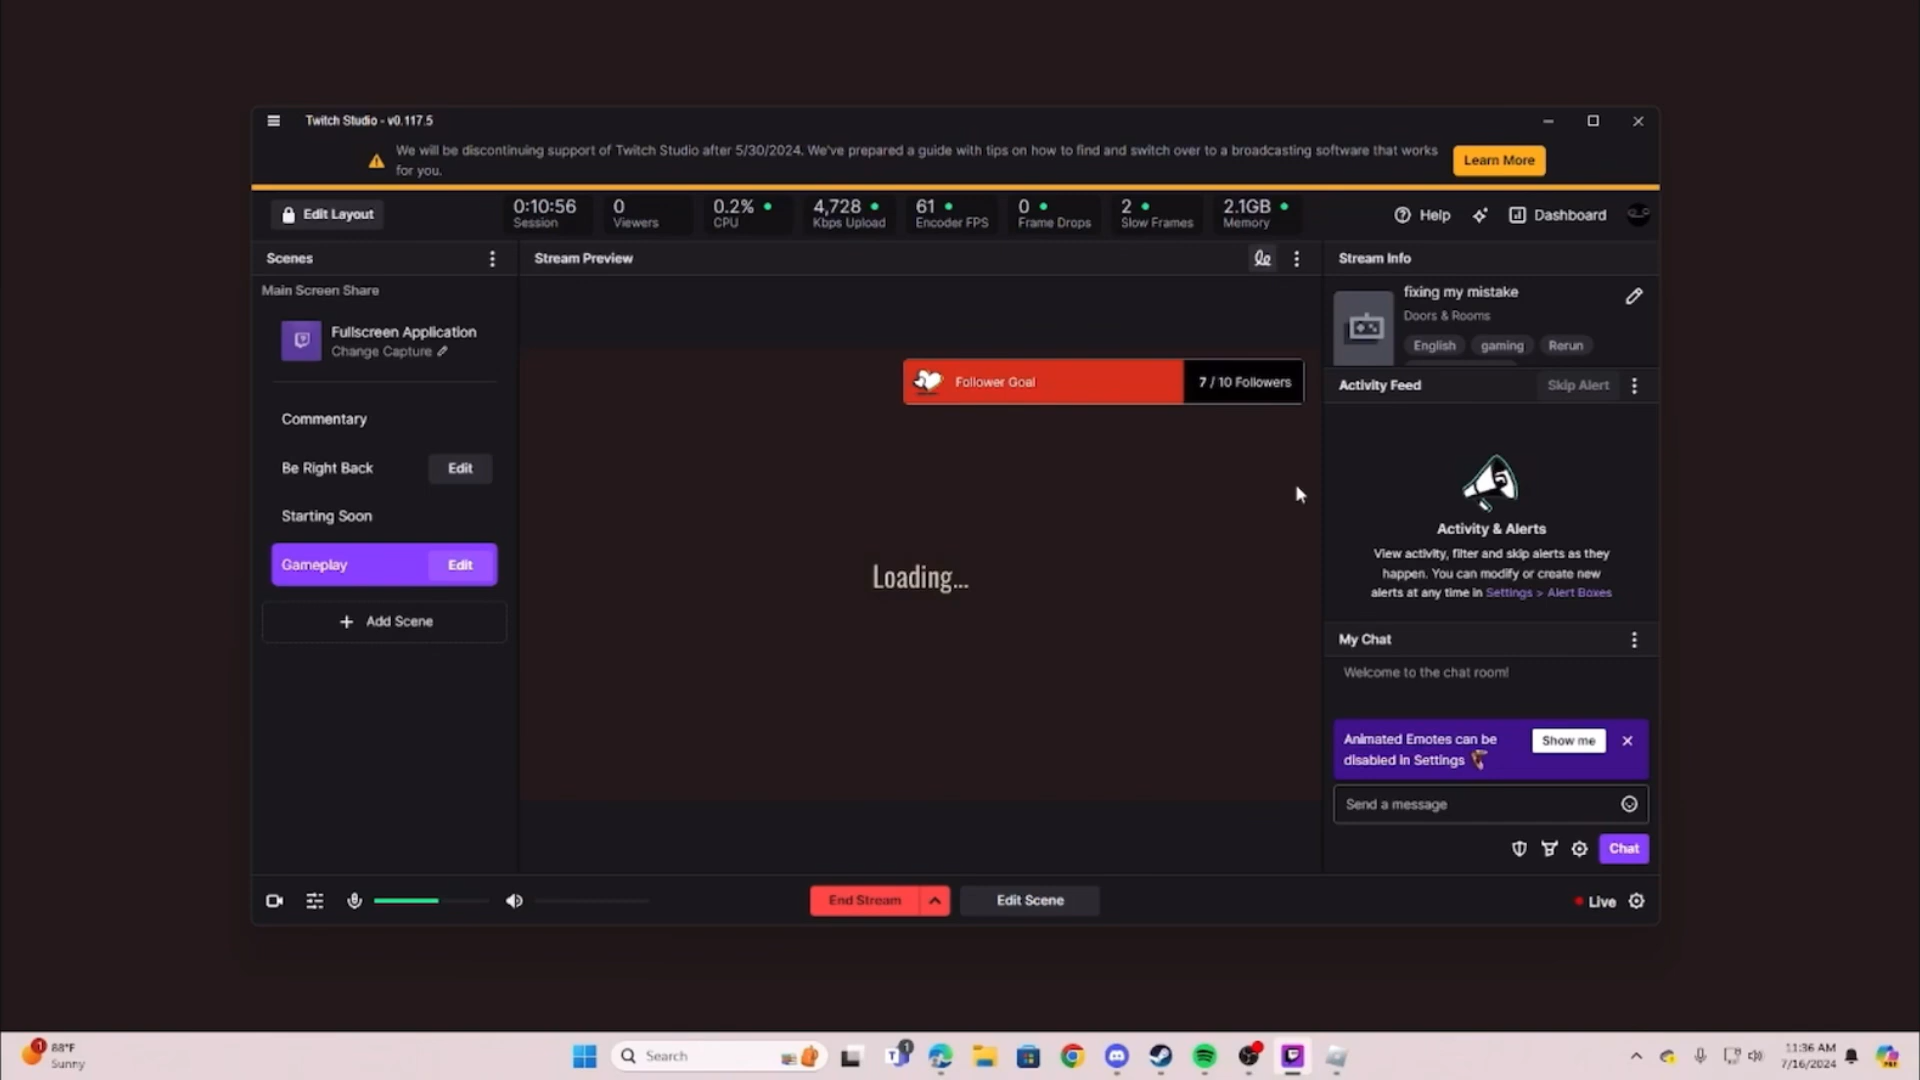 Twitch Studio - v0.117.5
We will be discontinuing support of Twitch Studio after 5/30/2024. We've prepared a guide with tips on how to find and switch over to a broadcasting software that works
for you.
Learn More
Edit Layout
0:10:56
Session
0
Viewers
0.2%
CPU
4,728
Kbps Upload
61
Encoder FPS
0
Frame Drops
2
Slow Frames
2.1GB
Memory
Help
Dashboard
Scenes
Main Screen Share
Fullscreen Application
Change Capture
Commentary
Be Right Back
Edit
Starting Soon
Gameplay
Edit
Add Scene
Stream Preview
Follower Goal
7 / 10 Followers
Loading...
Stream Info
fixing my mistake
Doors & Rooms
English
gaming
Rerun
Activity Feed
Skip Alert
Activity & Alerts
View activity, filter and skip alerts as they
happen. You can modify or create new
alerts at any time in Settings > Alert Boxes
My Chat
Welcome to the chat room!
Animated Emotes can be
disabled in Settings
Show me
Send a message
Chat
End Stream
Edit Scene
Live
1
88°F
Sunny
Search
1
11:36 AM
7/16/2024